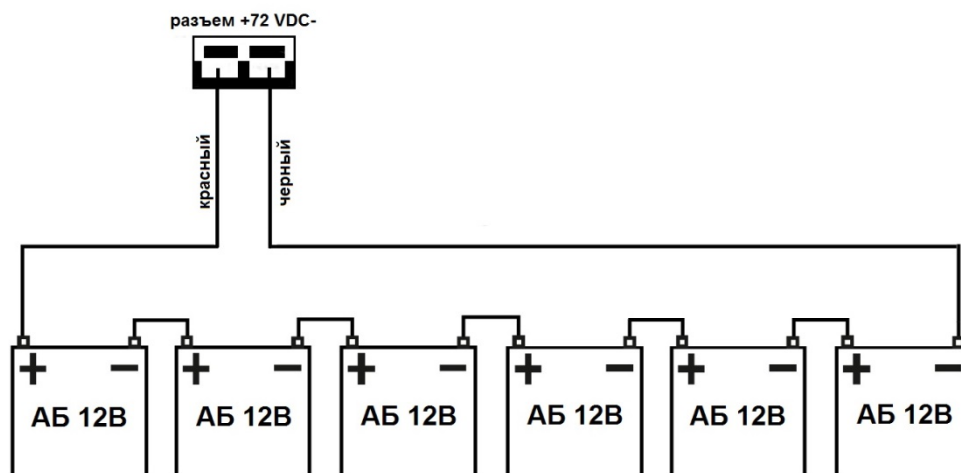 разъем +72 VDC-
красный
черный
+ − + − + − + − + − + −
АБ 12В АБ 12В АБ 12В АБ 12В АБ 12В АБ 12В